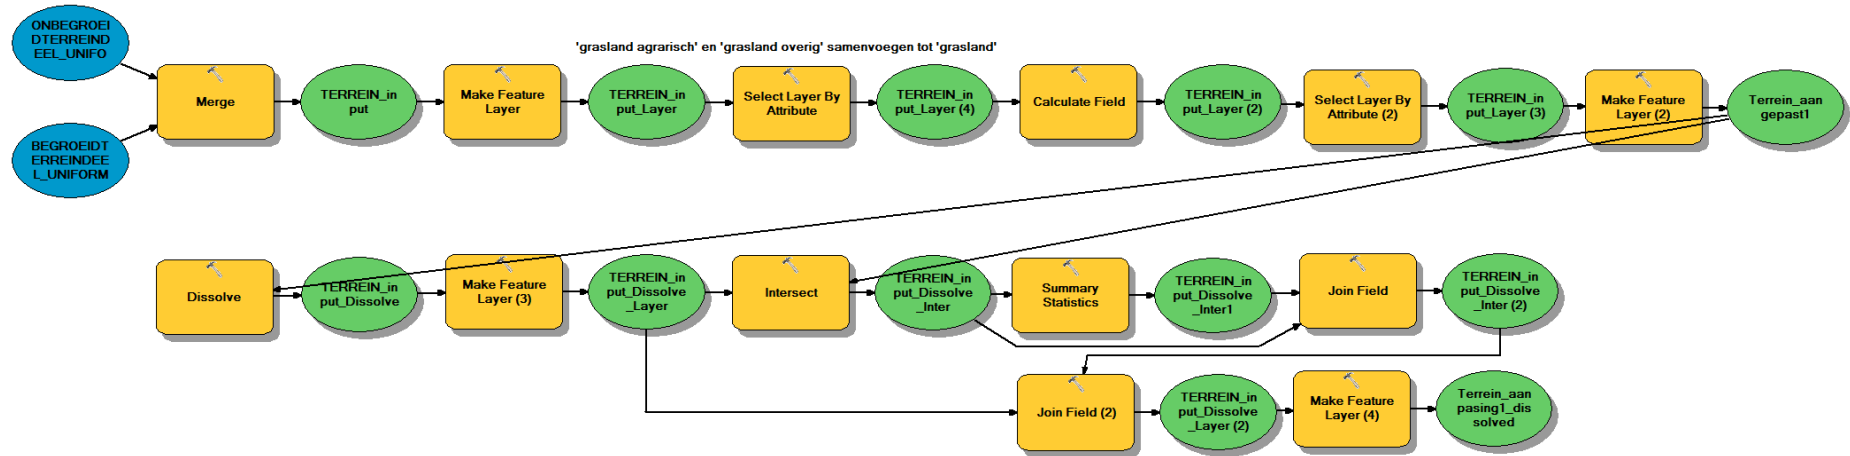 ONBEGROEI
DTERREIND
EEL_UNIFO
BEGROEIDT
ERREINDEE
L_UNIFORM
Merge
TERREIN_in
put
Make Feature
Layer
TERREIN_in
put_Layer
'grasland agrarisch' en 'grasland overig' samenvoegen tot 'grasland'
Select Layer By
Attribute
TERREIN_in
put_Layer (4)
Calculate Field
TERREIN_in
put_Layer (2)
Select Layer By
Attribute (2)
TERREIN_in
put_Layer (3)
Make Feature
Layer (2)
Terrein_aan
gepast1
Dissolve
TERREIN_in
put_Dissolve
Make Feature
Layer (3)
TERREIN_in
put_Dissolve
_Layer
Intersect
TERREIN_in
put_Dissolve
_Inter
Summary
Statistics
TERREIN_in
put_Dissolve
_Inter1
Join Field
TERREIN_in
put_Dissolve
_Inter (2)
Join Field (2)
TERREIN_in
put_Dissolve
_Layer (2)
Make Feature
Layer (4)
Terrein_aan
pasing1_dis
solved